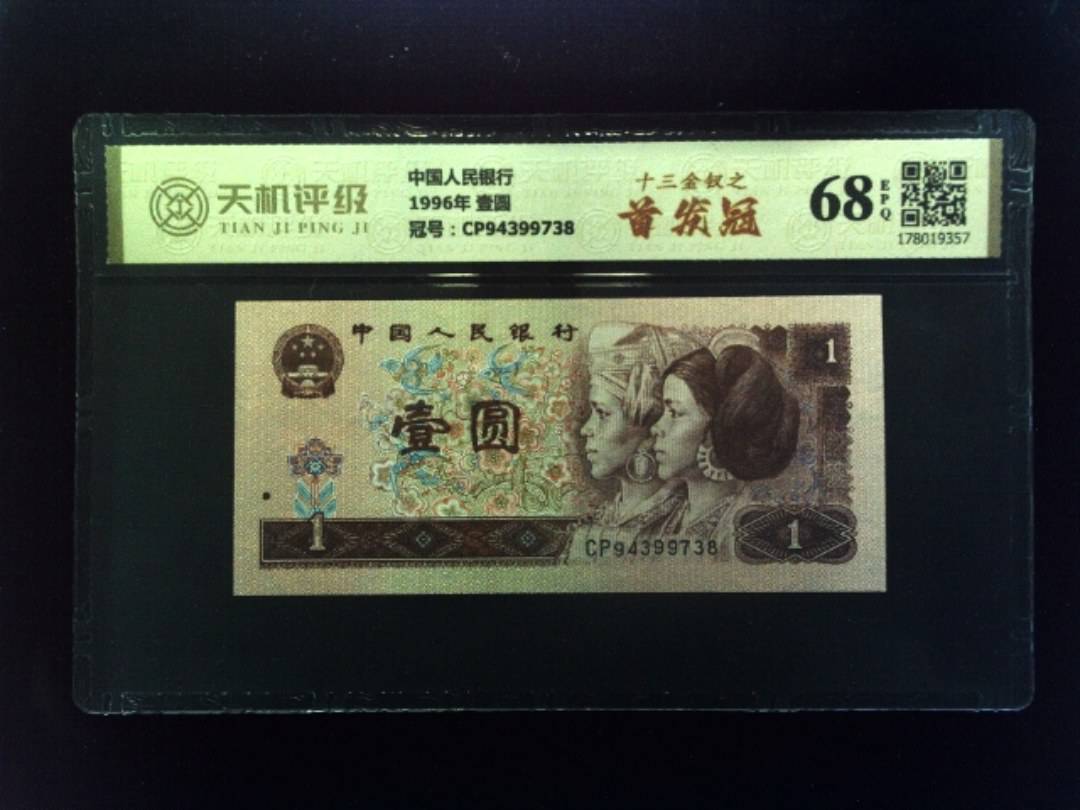 天机评级
TIAN JI PING JI
中国人民银行
1996年 壹圆
冠号：CP94399738
十三金钗之
首发冠
68
EPQ
178019357
中国人民银行
1
壹圆
1
CP94399738
1